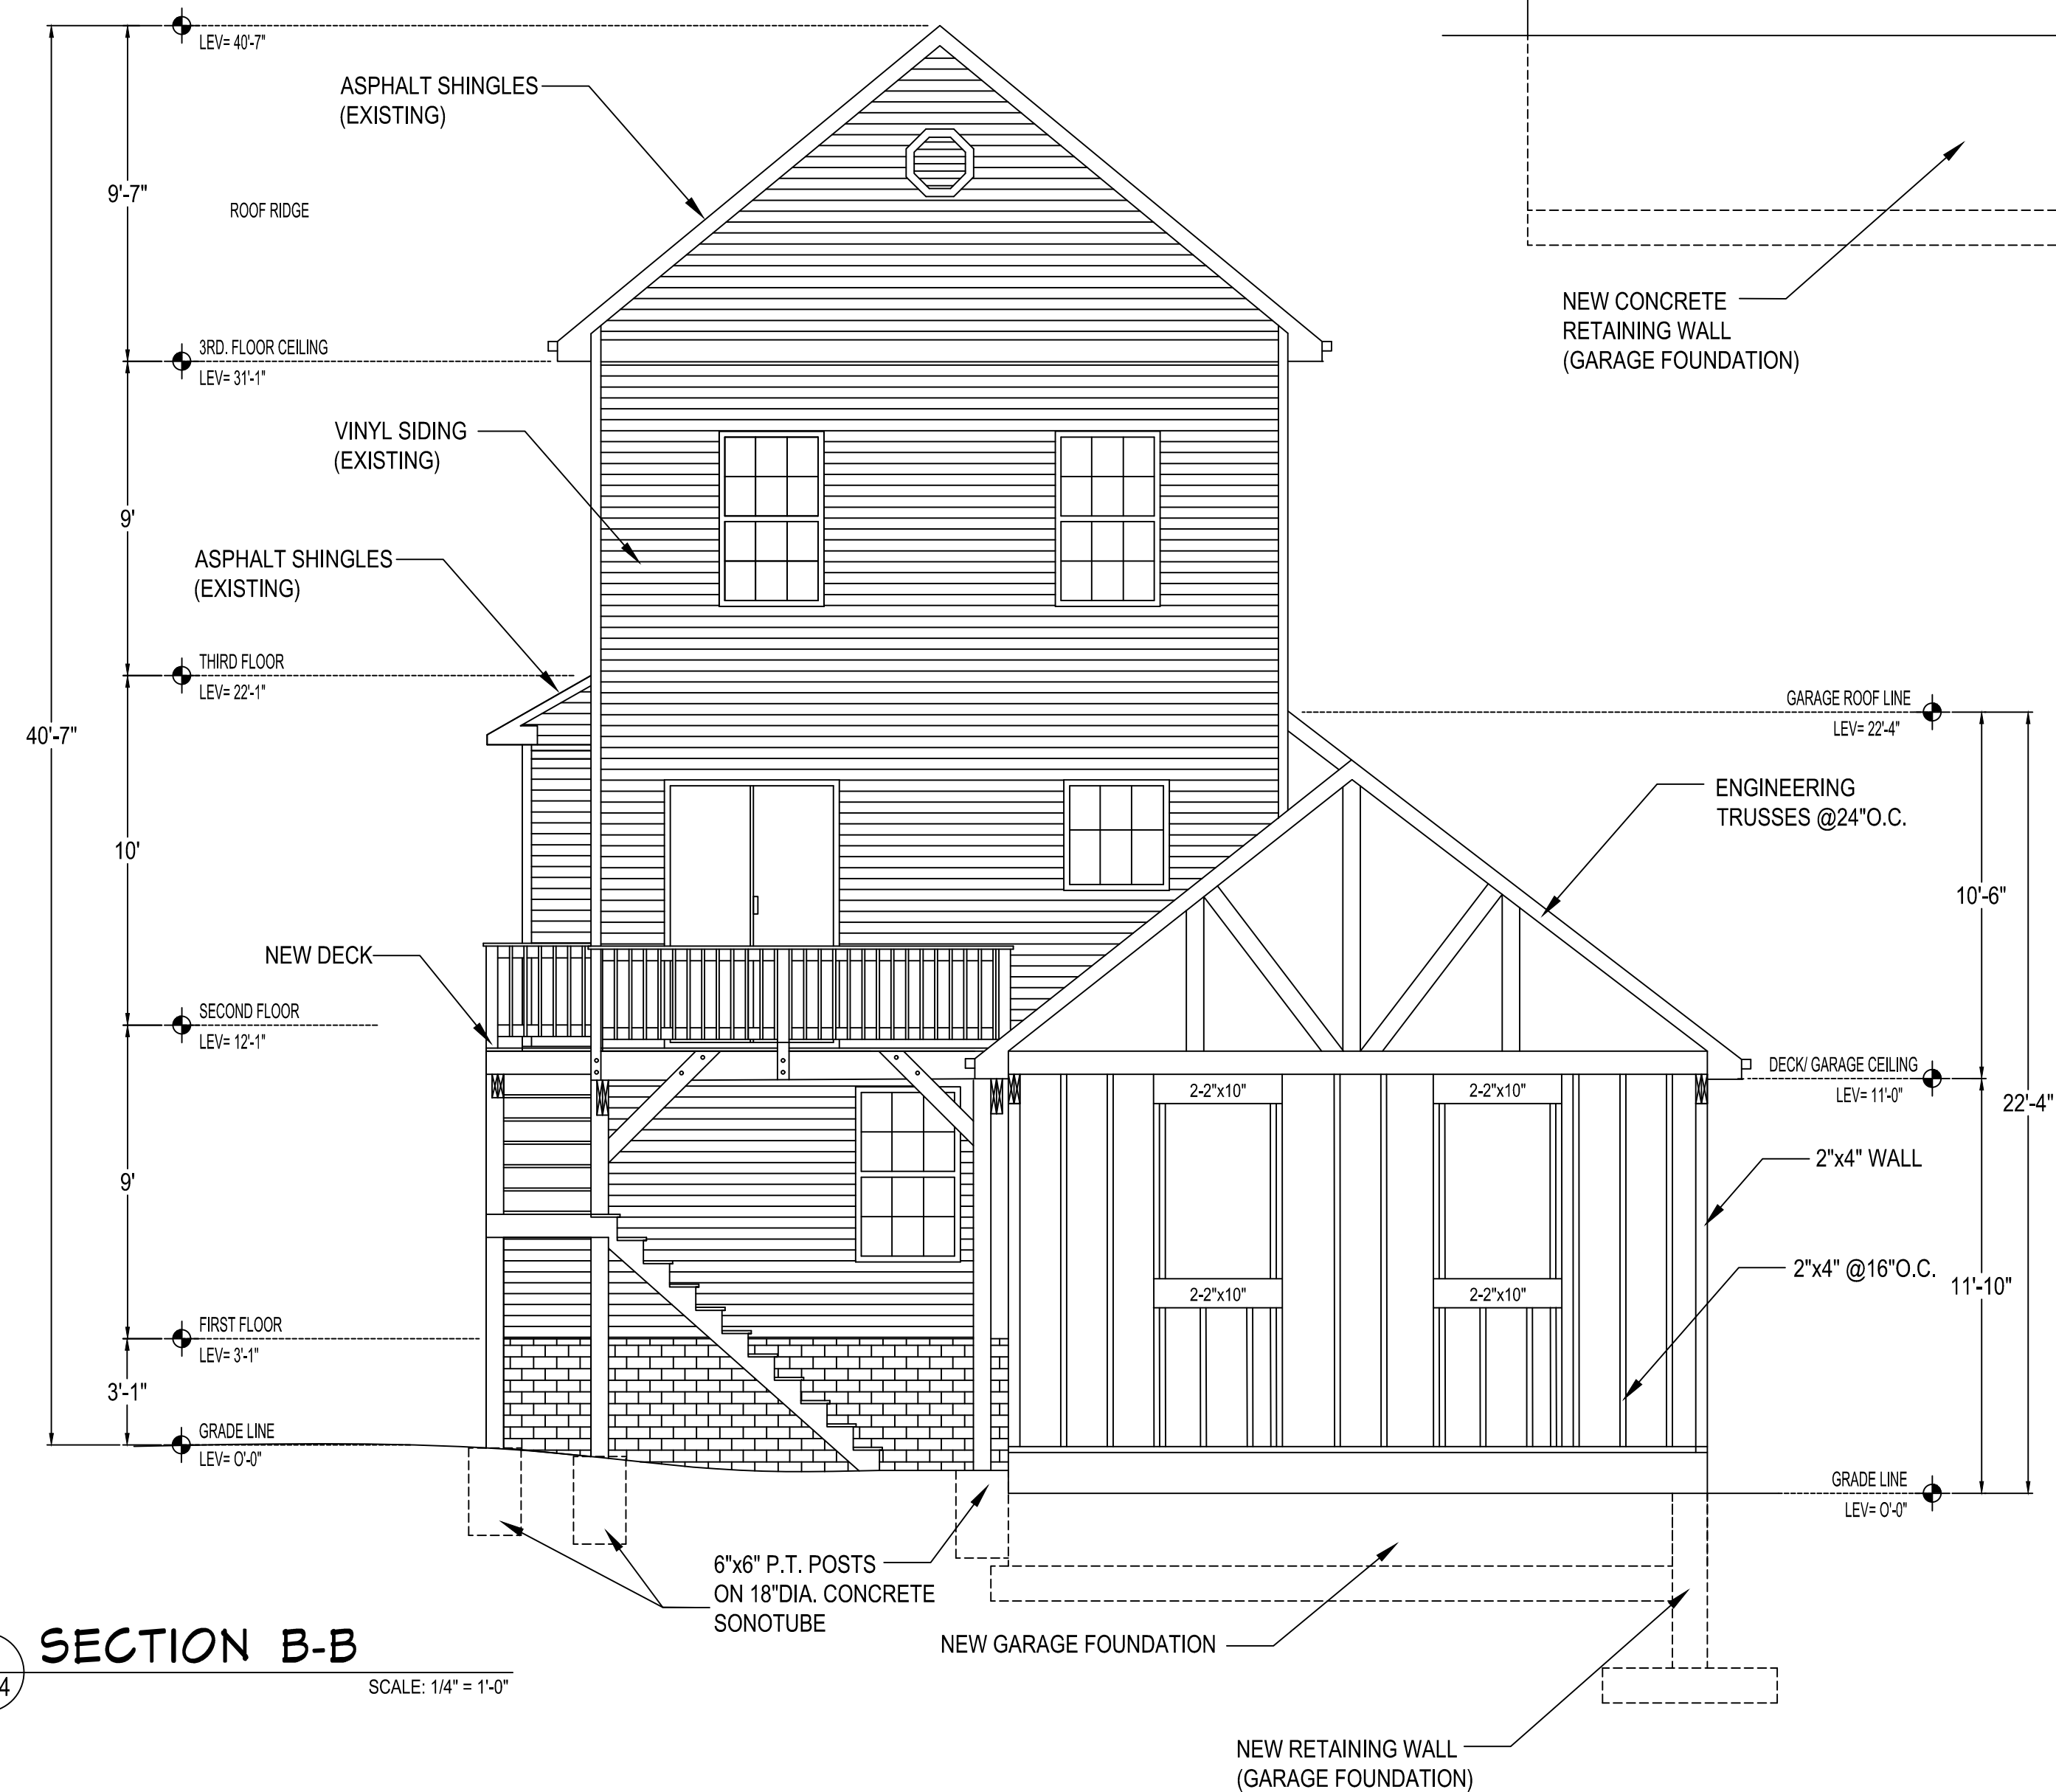 LEV= 40'-7"
ASPHALT SHINGLES
(EXISTING)
9'-7"
ROOF RIDGE
NEW CONCRETE
RETAINING WALL
(GARAGE FOUNDATION)
3RD. FLOOR CEILING
LEV= 31'-1"
VINYL SIDING
(EXISTING)
9'
ASPHALT SHINGLES
(EXISTING)
THIRD FLOOR
LEV= 22'-1"
GARAGE ROOF LINE
LEV= 22'-4"
40'-7"
ENGINEERING
TRUSSES @24"O.C.
10'
10'-6"
NEW DECK
SECOND FLOOR
LEV= 12'-1"
DECK/ GARAGE CEILING
LEV= 11'-0"
2-2"x10"
2-2"x10"
22'-4"
2"x4" WALL
9'
2"x4" @16"O.C.
11'-10"
2-2"x10"
2-2"x10"
FIRST FLOOR
LEV= 3'-1"
3'-1"
GRADE LINE
LEV= O'-0"
GRADE LINE
LEV= O'-0"
6"x6" P.T. POSTS
ON 18"DIA. CONCRETE
SONOTUBE
NEW GARAGE FOUNDATION
SECTION B-B
4
SCALE: 1/4" = 1'-0"
NEW RETAINING WALL
(GARAGE FOUNDATION)